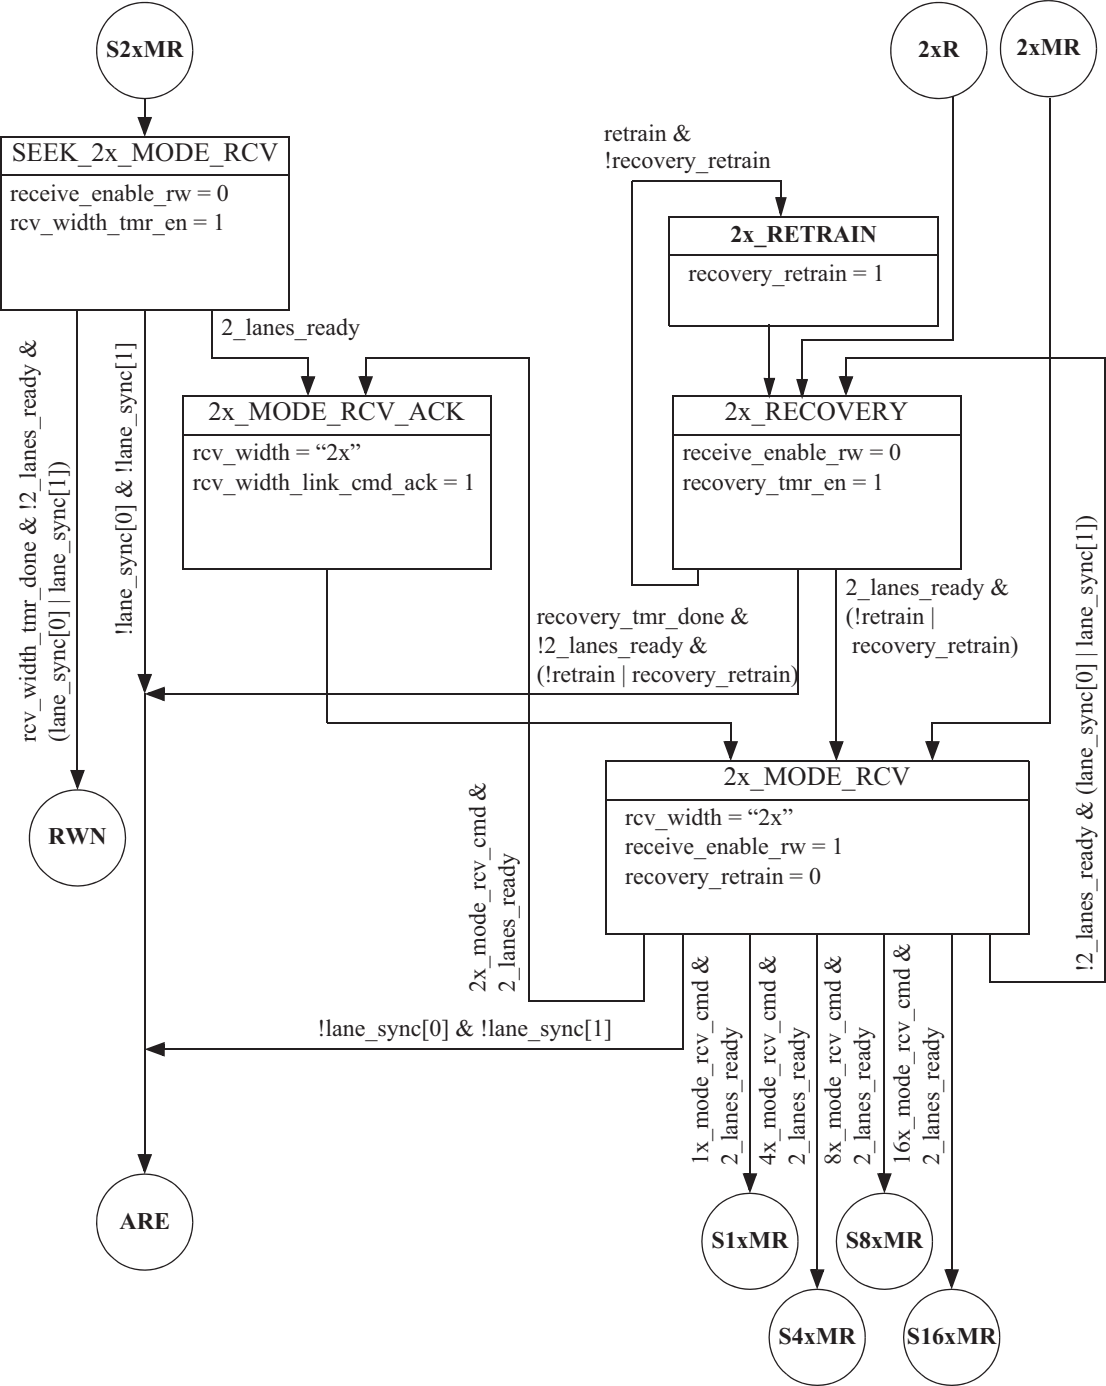 S2xMR
2xR
2xMR
SEEK_2x_MODE_RCV
receive_enable_rw = 0
rcv_width_tmr_en = 1
retrain &
!recovery_retrain
2x_RETRAIN
recovery_retrain = 1
2_lanes_ready
rcv_width_tmr_done & !2_lanes_ready &
(lane_sync[0] | lane_sync[1])
!lane_sync[0] & !lane_sync[1]
2x_MODE_RCV_ACK
rcv_width = “2x”
rcv_width_link_cmd_ack = 1
2x_RECOVERY
receive_enable_rw = 0
recovery_tmr_en = 1
recovery_tmr_done &
!2_lanes_ready &
(!retrain | recovery_retrain)
2_lanes_ready &
(!retrain |
recovery_retrain)
!2_lanes_ready & (lane_sync[0] | lane_sync[1])
2x_MODE_RCV
rcv_width = “2x”
receive_enable_rw = 1
recovery_retrain = 0
RWN
2x_mode_rcv_cmd &
2_lanes_ready
!lane_sync[0] & !lane_sync[1]
1x_mode_rcv_cmd &
2_lanes_ready
4x_mode_rcv_cmd &
2_lanes_ready
8x_mode_rcv_cmd &
2_lanes_ready
16x_mode_rcv_cmd &
2_lanes_ready
ARE
S1xMR
S8xMR
S4xMR
S16xMR